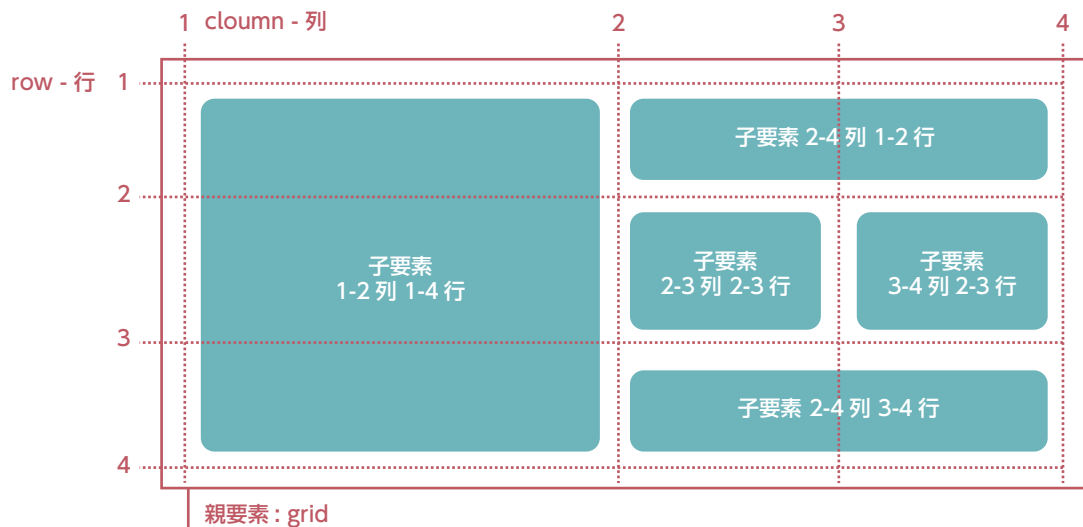 1 cloumn - 列 2 3 4
row - 行 1
子要素 2-4 列 1-2 行
2
子要素
1-2 列 1-4 行
子要素
2-3 列 2-3 行
子要素
3-4 列 2-3 行
3
子要素 2-4 列 3-4 行
4
親要素 : grid